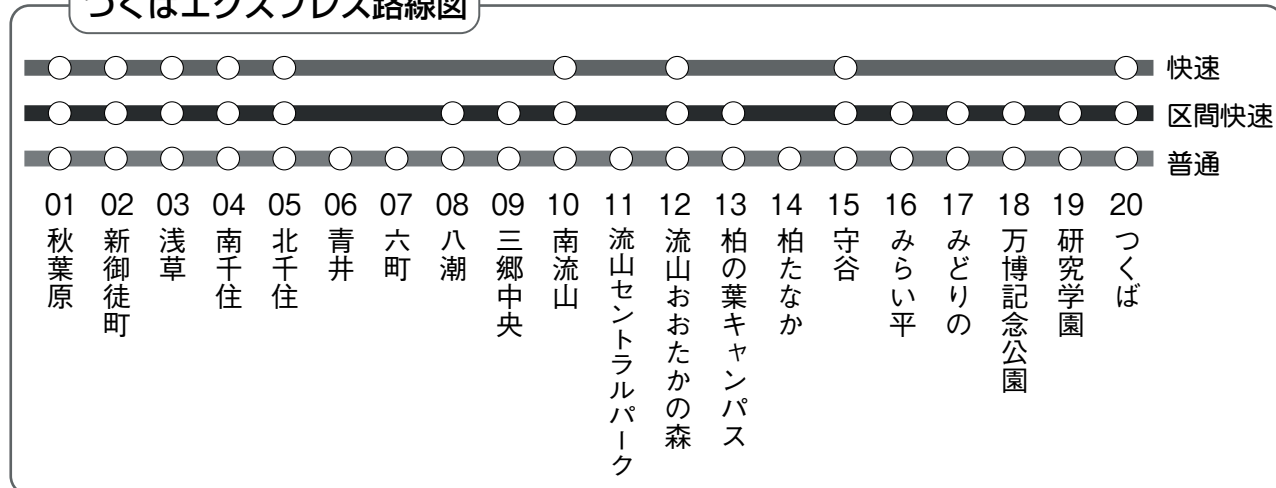 つくばエクスプレス路線図
快速
区間快速
普通
01 02 03 04 05 06 07 08 09 10 11 12 13 14 15 16 17 18 19 20
秋葉原
新御徒町
浅草
南千住
北千住
青井
六町
八潮
三郷中央
南流山
流山セントラルパーク
流山おおたかの森
柏の葉キャンパス
柏たなか
守谷
みらい平
みどりの
万博記念公園
研究学園
つくば